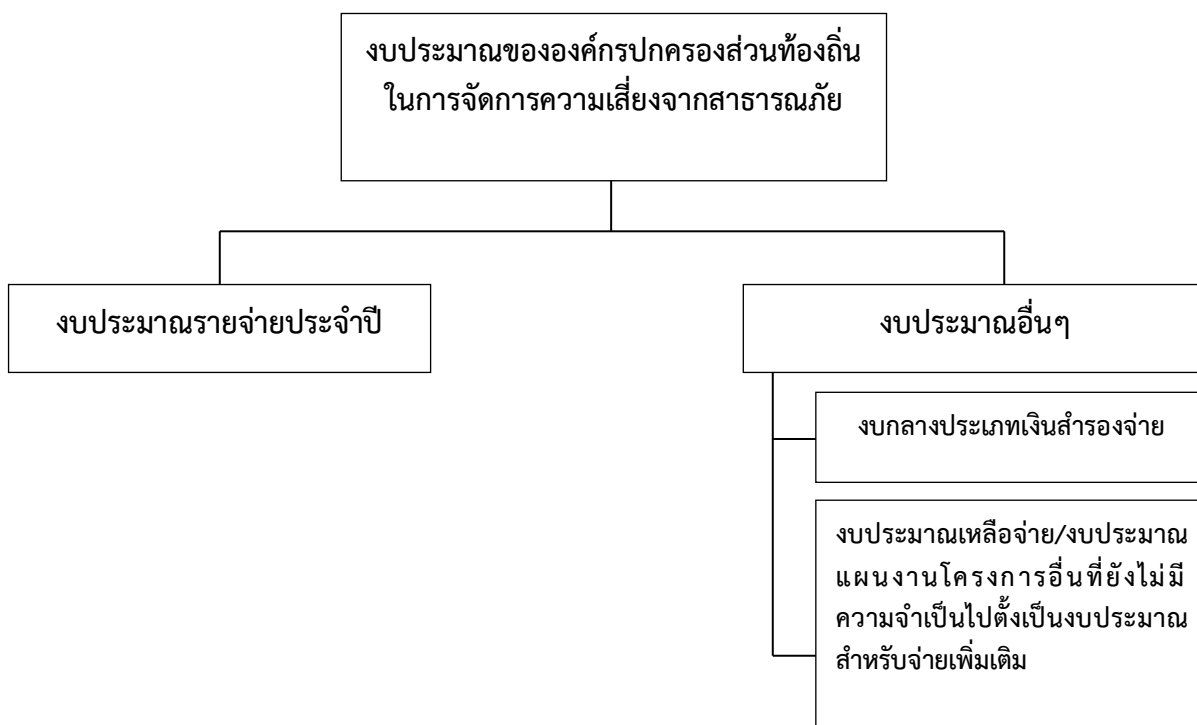 งบประมาณขององค์กรปกครองส่วนท้องถิ่น
ในการจัดการความเสี่ยงจากสาธารณภัย
งบประมาณรายจ่ายประจำปี
งบประมาณอื่นๆ
งบกลางประเภทเงินสำรองจ่าย
งบประมาณเหลือจ่าย/งบประมาณ
แผนงานโครงการอื่นที่ยังไม่มี
ความจำเป็นไปตั้งเป็นงบประมาณ
สำหรับจ่ายเพิ่มเติม